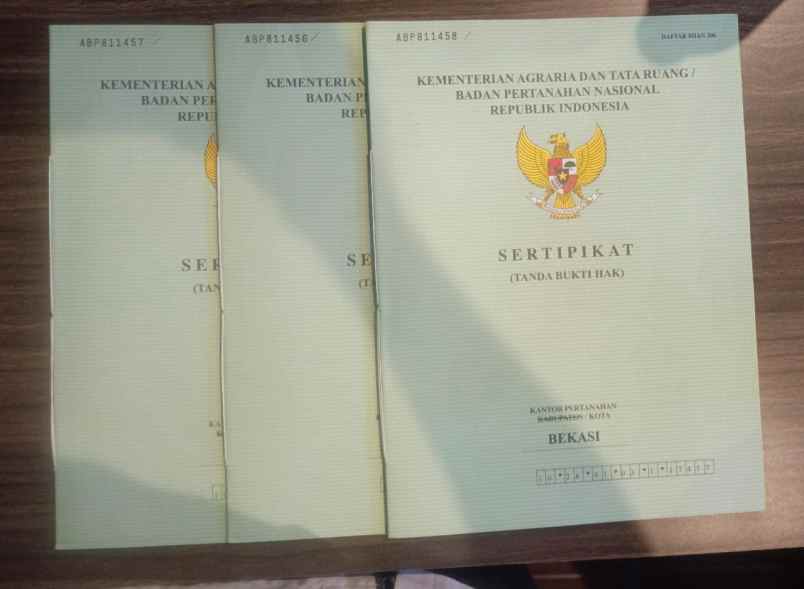 ABP811457 /
KEMENTERIAN A
BADAN PER
REPU
SER
(TAN
ABP811456 /
KEMENTERIAN
BADAN P
REP
SE
(T
ABP811458 /
DAFTAR ISIAN 206
KEMENTERIAN AGRARIA DAN TATA RUANG /
BADAN PERTANAHAN NASIONAL
REPUBLIK INDONESIA
SERTIPIKAT
(TANDA BUKTI HAK)
KANTOR PERTANAHAN
KABUPATEN / KOTA
BEKASI